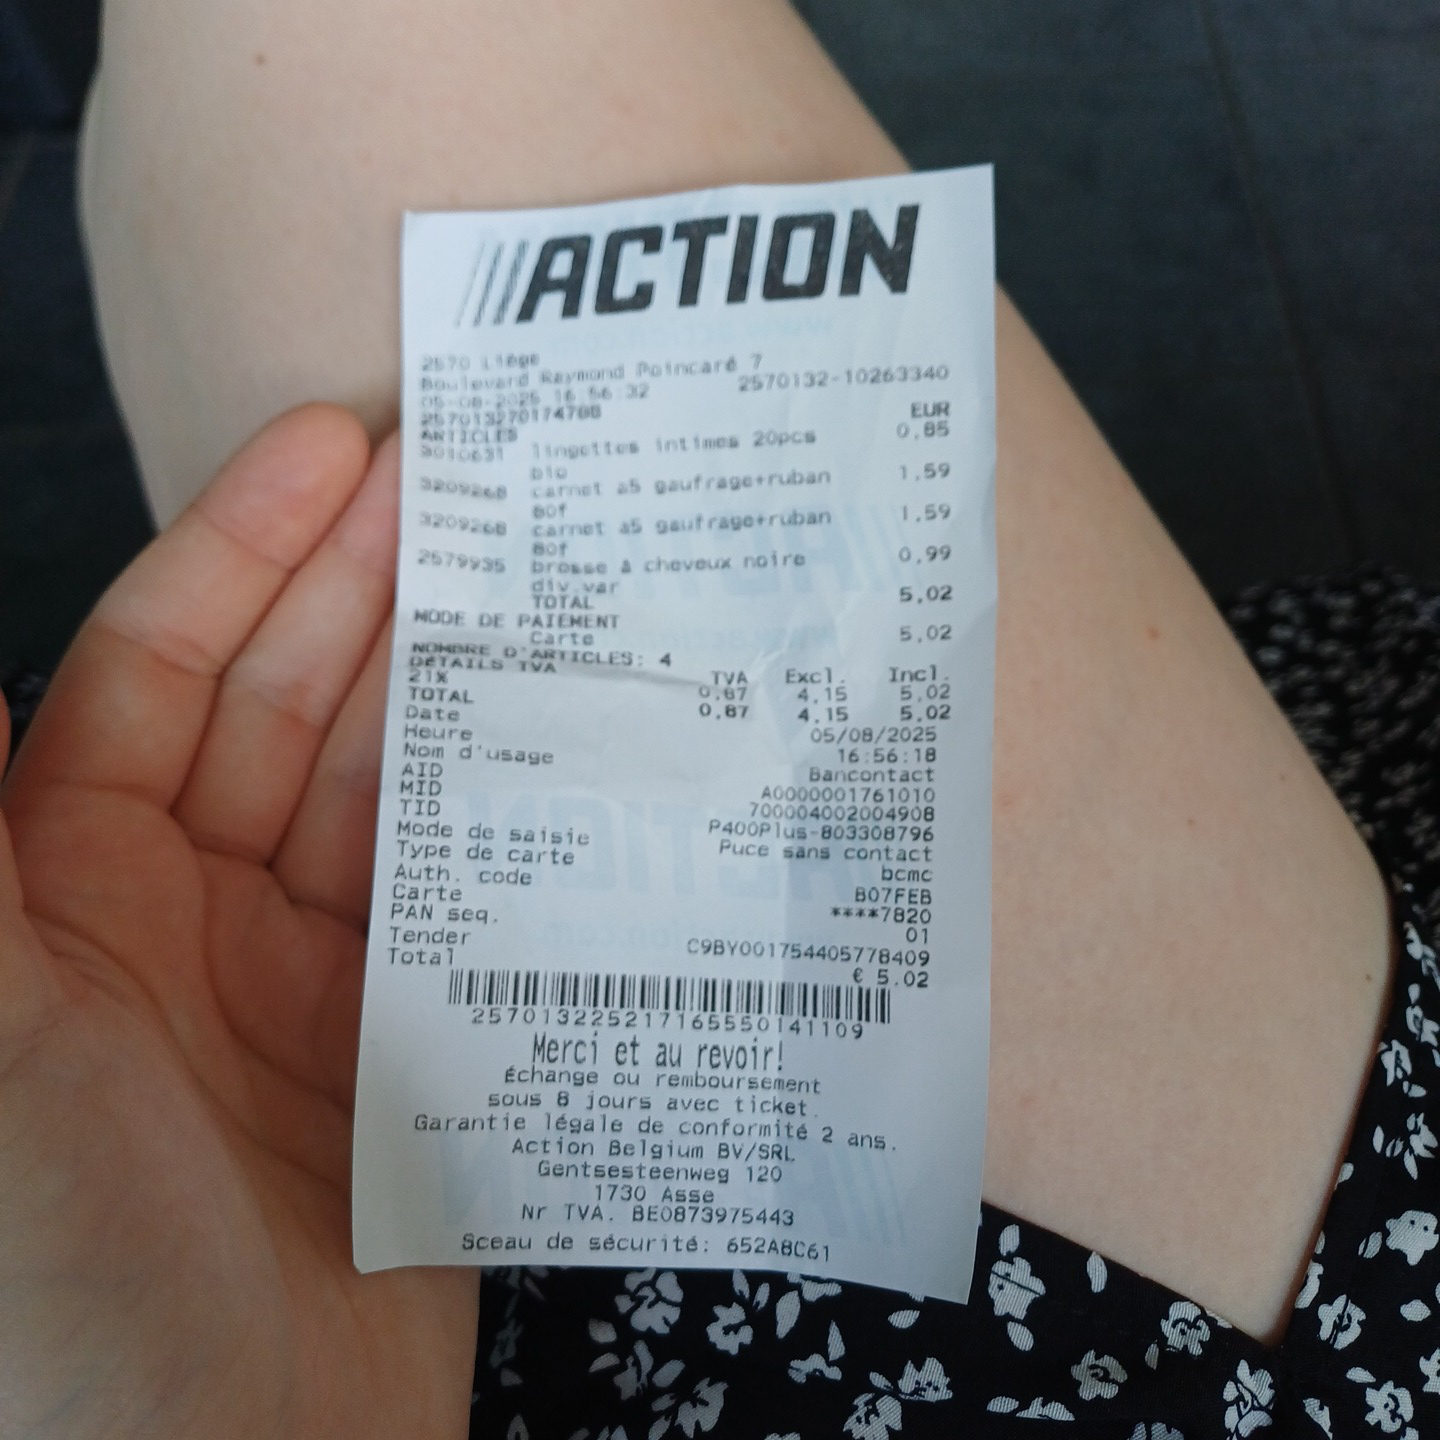 ///ACTION
2570 Liège
Boulevard Raymond Poincaré 7
05-08-2025 16:56:32 2570132-10263340
257013270174708
ARTICLES EUR
3010631 lingettes intimes 20pcs 0,85
bio
3209268 carnet a5 gaufrage+ruban 1,59
80f
3209268 carnet a5 gaufrage+ruban 1,59
80f
2579935 brosse à cheveux noire 0,99
div.var
TOTAL 5,02
MODE DE PAIEMENT
Carte 5,02
NOMBRE D'ARTICLES: 4
DÉTAILS TVA TVA Excl. Incl.
21% 0,87 4,15 5,02
TOTAL 0,87 4,15 5,02
Date 05/08/2025
Heure 16:56:18
Nom d'usage Bancontact
AID A0000001761010
MID 700004002004908
TID P400Plus-803308796
Mode de saisie Puce sans contact
Type de carte bcmc
Auth. code B07FEB
Carte ****7820
PAN seq. 01
Tender C9BY001754405778409
Total € 5.02
2570132252171655550141109
Merci et au revoir!
Échange ou remboursement
sous 8 jours avec ticket.
Garantie légale de conformité 2 ans.
Action Belgium BV/SRL
Gentsesteenweg 120
1730 Asse
Nr TVA. BE0873975443
Sceau de sécurité: 652A8C61